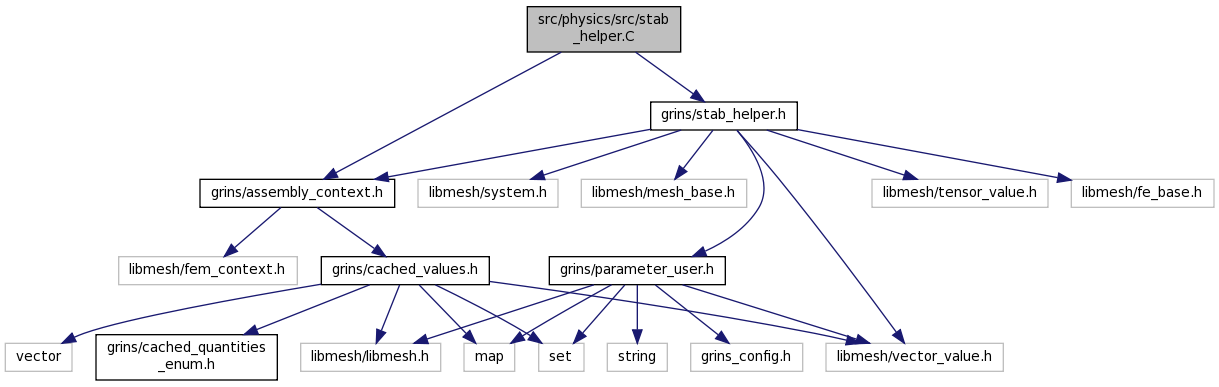 src/physics/src/stab
_helper.C
grins/stab_helper.h
grins/assembly_context.h
libmesh/system.h
libmesh/mesh_base.h
libmesh/tensor_value.h
libmesh/fe_base.h
libmesh/fem_context.h
grins/cached_values.h
grins/parameter_user.h
vector
grins/cached_quantities
_enum.h
libmesh/libmesh.h
map
set
string
grins_config.h
libmesh/vector_value.h